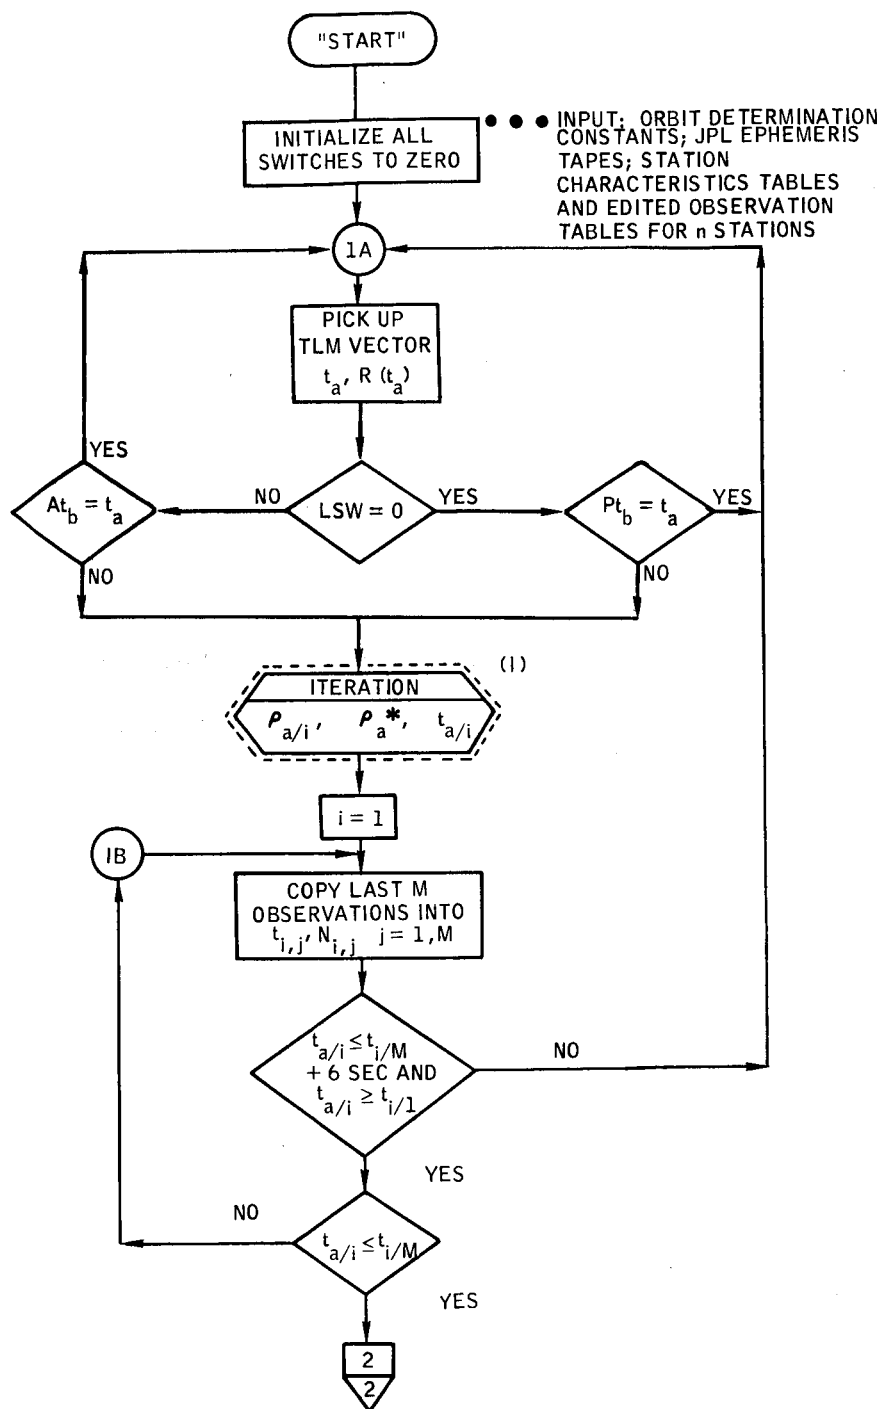 "START"
INITIALIZE ALL
SWITCHES TO ZERO
● ● ● INPUT; ORBIT DETERMINATION
CONSTANTS; JPL EPHEMERIS
TAPES; STATION
CHARACTERISTICS TABLES
AND EDITED OBSERVATION
TABLES FOR n STATIONS
1A
PICK UP
TLM VECTOR
t_a, R (t_a)
YES
At_b = t_a
NO
NO
LSW = 0
YES
Pt_b = t_a
YES
NO
(1)
ITERATION
ρ_a/i, ρ_a*, t_a/i
i = 1
1B
COPY LAST M
OBSERVATIONS INTO
t_i,j, N_i,j j = 1, M
t_a/i ≤ t_i/M
+ 6 SEC AND
t_a/i ≥ t_i/1
NO
YES
NO
t_a/i ≤ t_i/M
YES
2
2